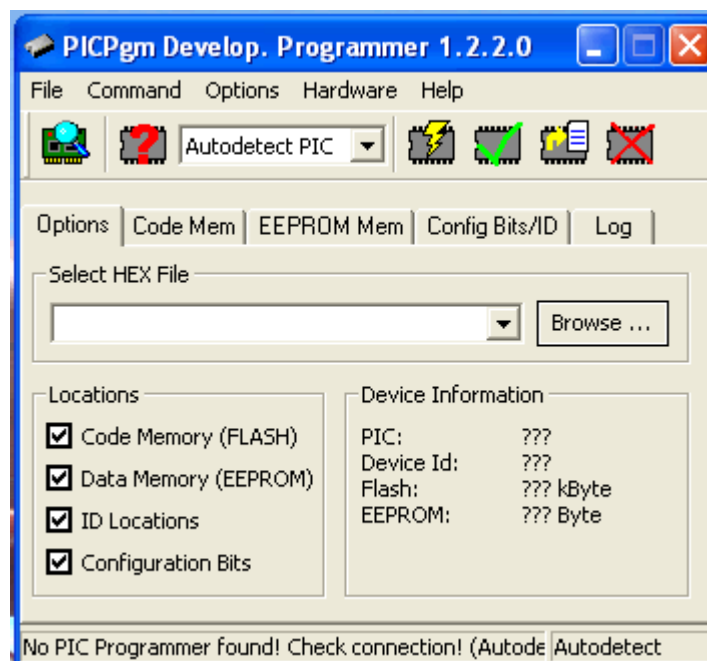 PICPgm Develop. Programmer 1.2.2.0
File Command Options Hardware Help
Autodetect PIC
Options Code Mem EEPROM Mem Config Bits/ID Log
Select HEX File
Browse ...
Locations
Code Memory (FLASH)
Data Memory (EEPROM)
ID Locations
Configuration Bits
Device Information
PIC: ???
Device Id: ???
Flash: ??? kByte
EEPROM: ??? Byte
No PIC Programmer found! Check connection! (Autode Autodetect